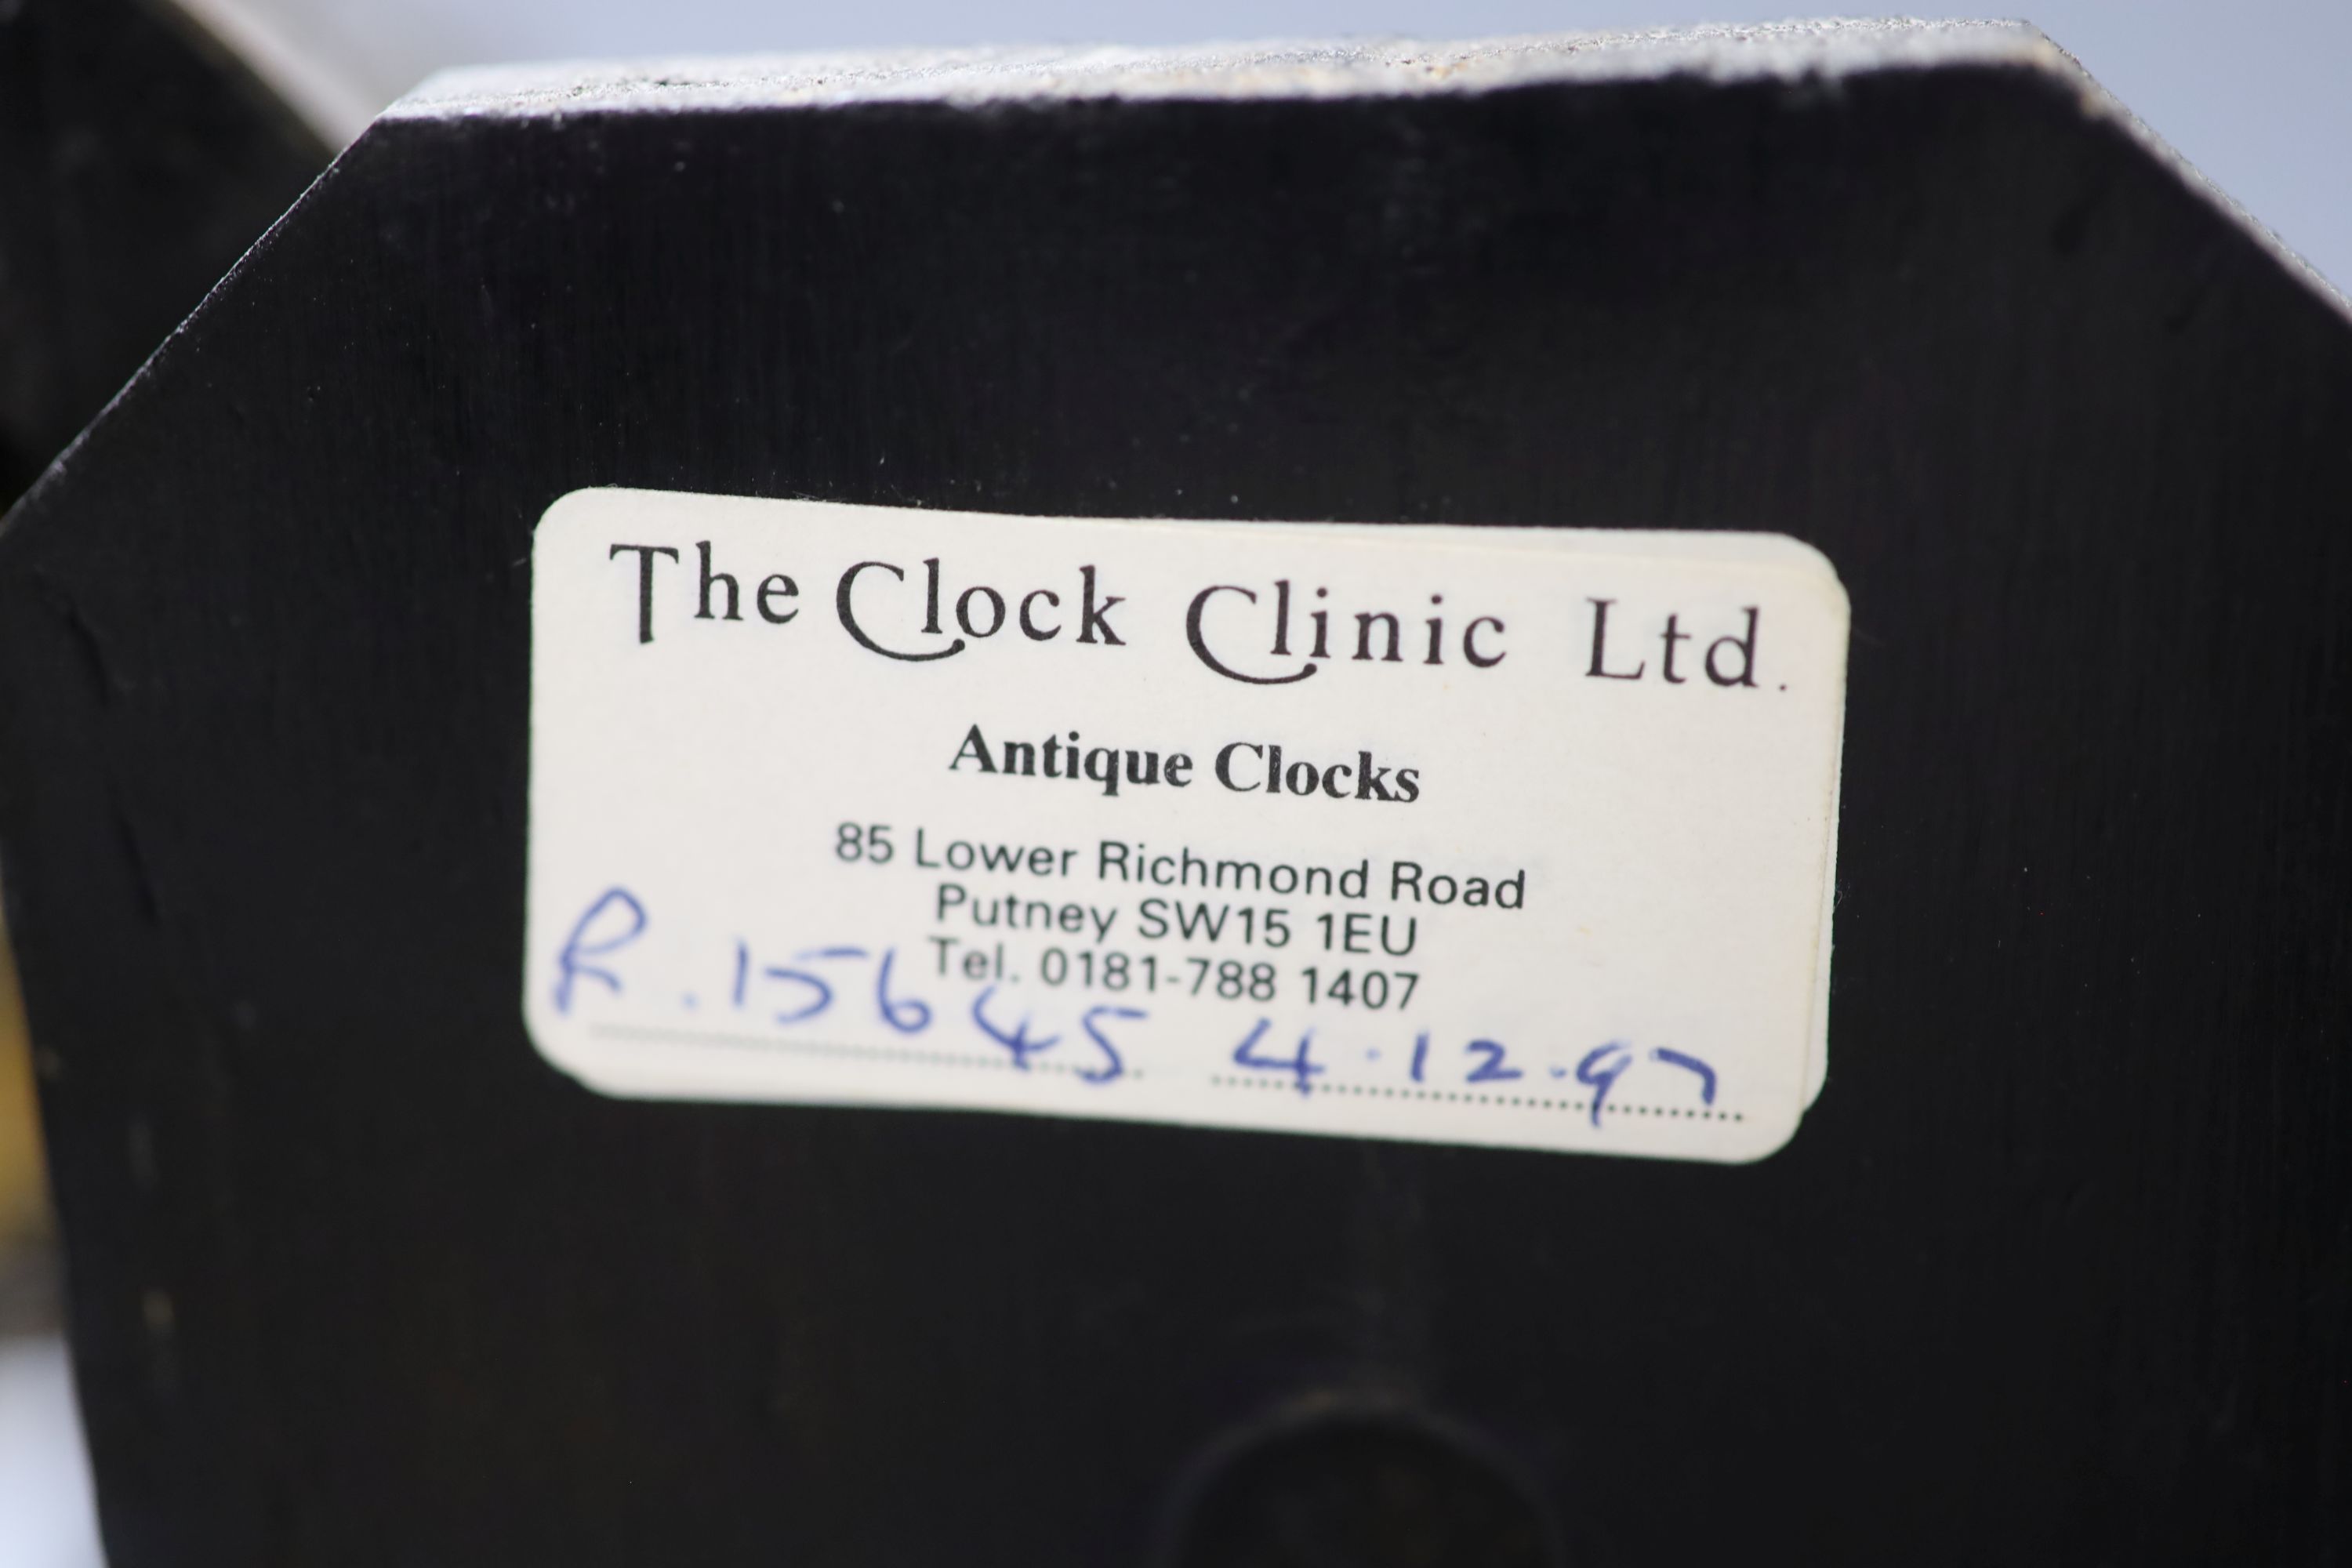 The Clock Clinic Ltd.
Antique Clocks
85 Lower Richmond Road
Putney SW15 1EU
Tel. 0181-788 1407
R. 15645 4.12.97